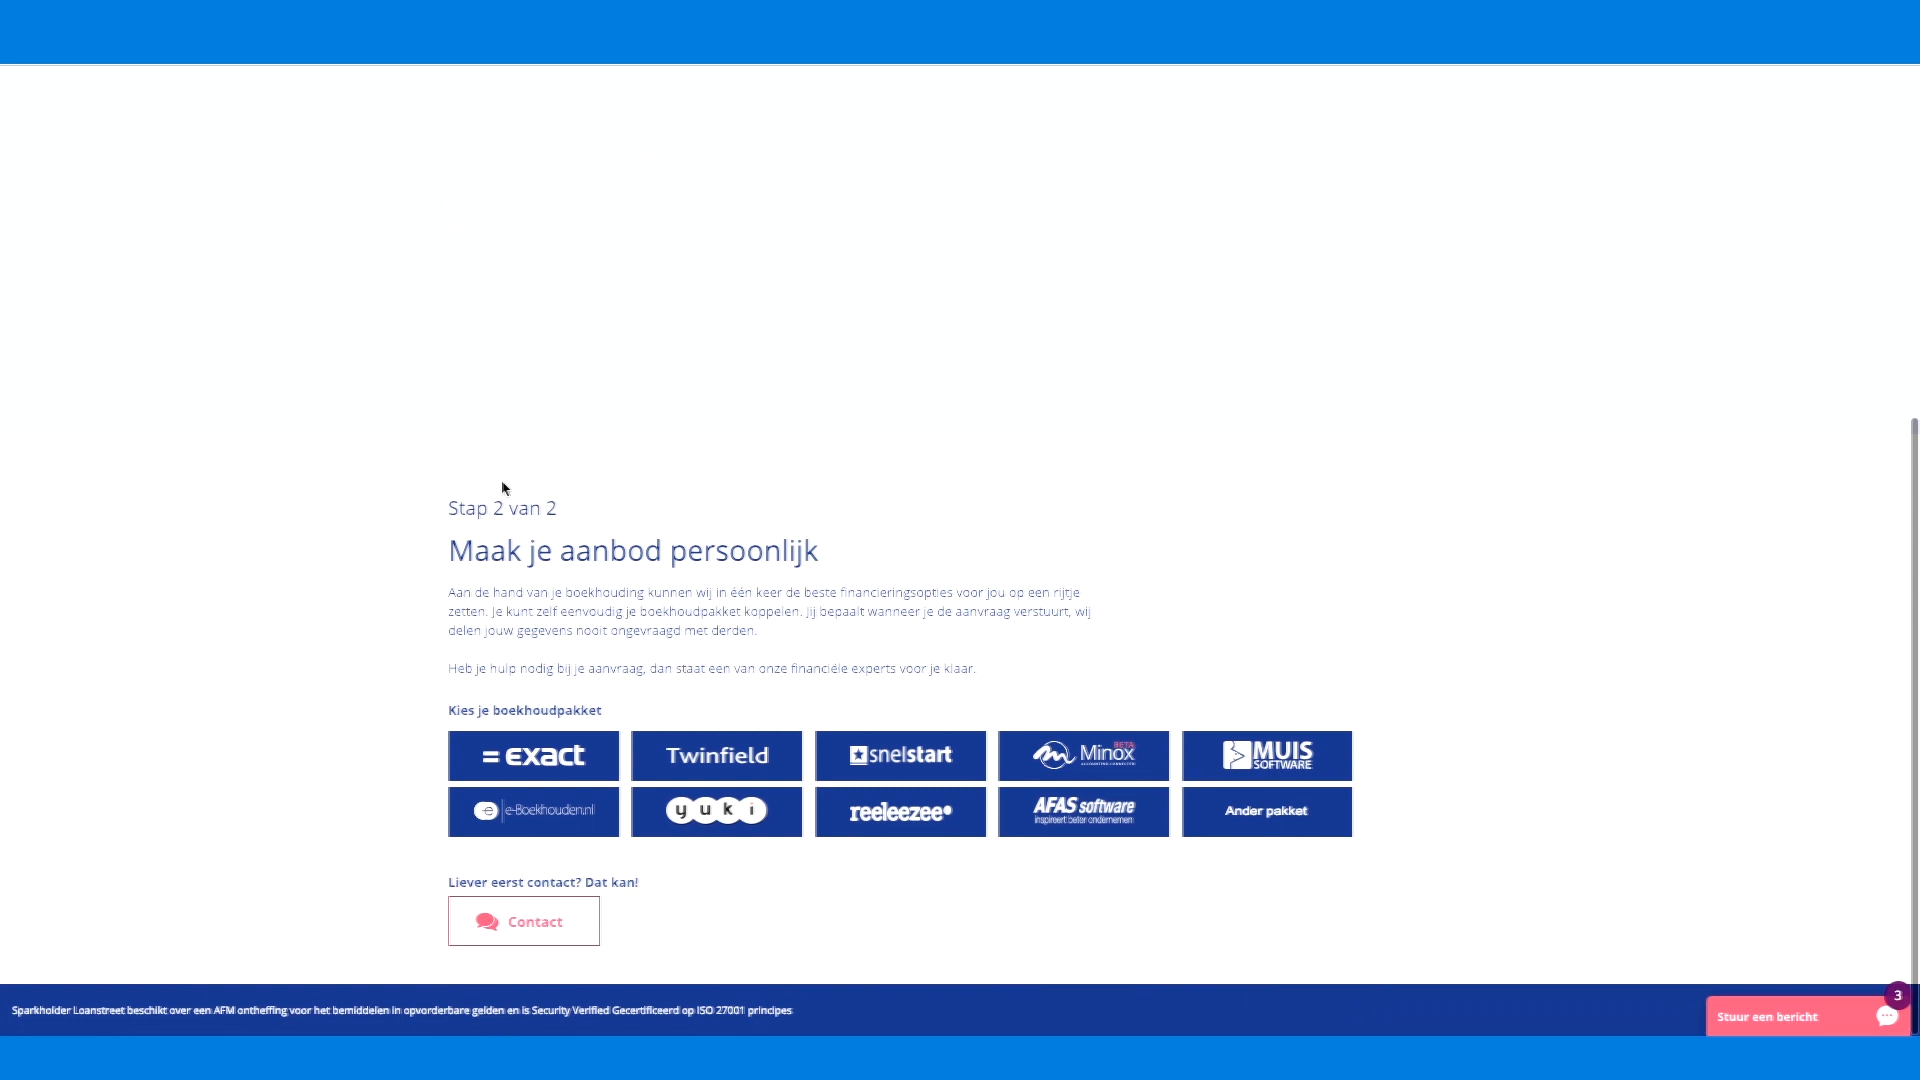 Stap 2 van 2
Maak je aanbod persoonlijk
Aan de hand van je boekhouding kunnen wij in één keer de beste financieringsopties voor jou op een rijtje
zetten. Je kunt zelf eenvoudig je boekhoudpakket koppelen. Jij bepaalt wanneer je de aanvraag verstuurt, wij
delen jouw gegevens nooit ongevraagd met derden.
Heb je hulp nodig bij je aanvraag, dan staat een van onze financiële experts voor je klaar.
Kies je boekhoudpakket
= exact
Twinfield
snelstart
Minox BETA
MUIS SOFTWARE
e e-Boekhouden.nl
yuki
reeleezee
AFAS software
inspireert beter ondernemen
Ander pakket
Liever eerst contact? Dat kan!
Contact
Sparkholder Loanstreet beschikt over een AFM ontheffing voor het bemiddelen in opvorderbare gelden en is Security Verified Gecertificeerd op ISO 27001 principes
3
Stuur een bericht